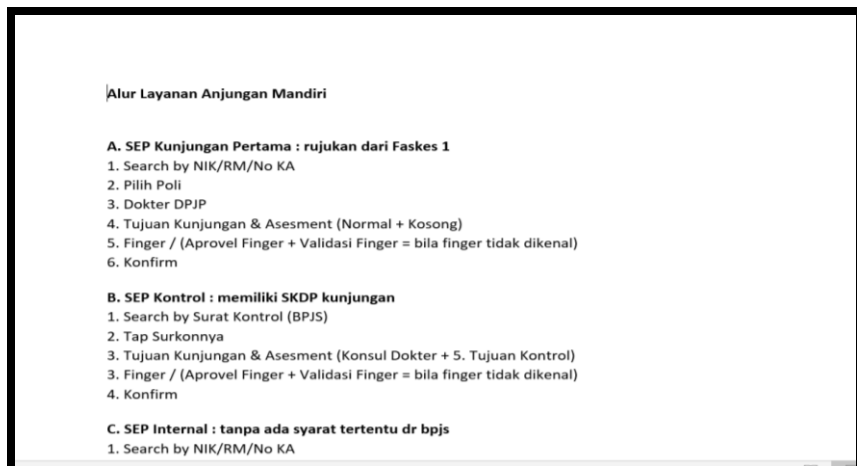 Alur Layanan Anjungan Mandiri
A. SEP Kunjungan Pertama : rujukan dari Faskes 1
1. Search by NIK/RM/No KA
2. Pilih Poli
3. Dokter DPJP
4. Tujuan Kunjungan & Asesment (Normal + Kosong)
5. Finger / (Aprovel Finger + Validasi Finger = bila finger tidak dikenal)
6. Konfirm
B. SEP Kontrol : memiliki SKDP kunjungan
1. Search by Surat Kontrol (BPJS)
2. Tap Surkonnya
3. Tujuan Kunjungan & Asesment (Konsul Dokter + 5. Tujuan Kontrol)
3. Finger / (Aprovel Finger + Validasi Finger = bila finger tidak dikenal)
4. Konfirm
C. SEP Internal : tanpa ada syarat tertentu dr bpjs
1. Search by NIK/RM/No KA